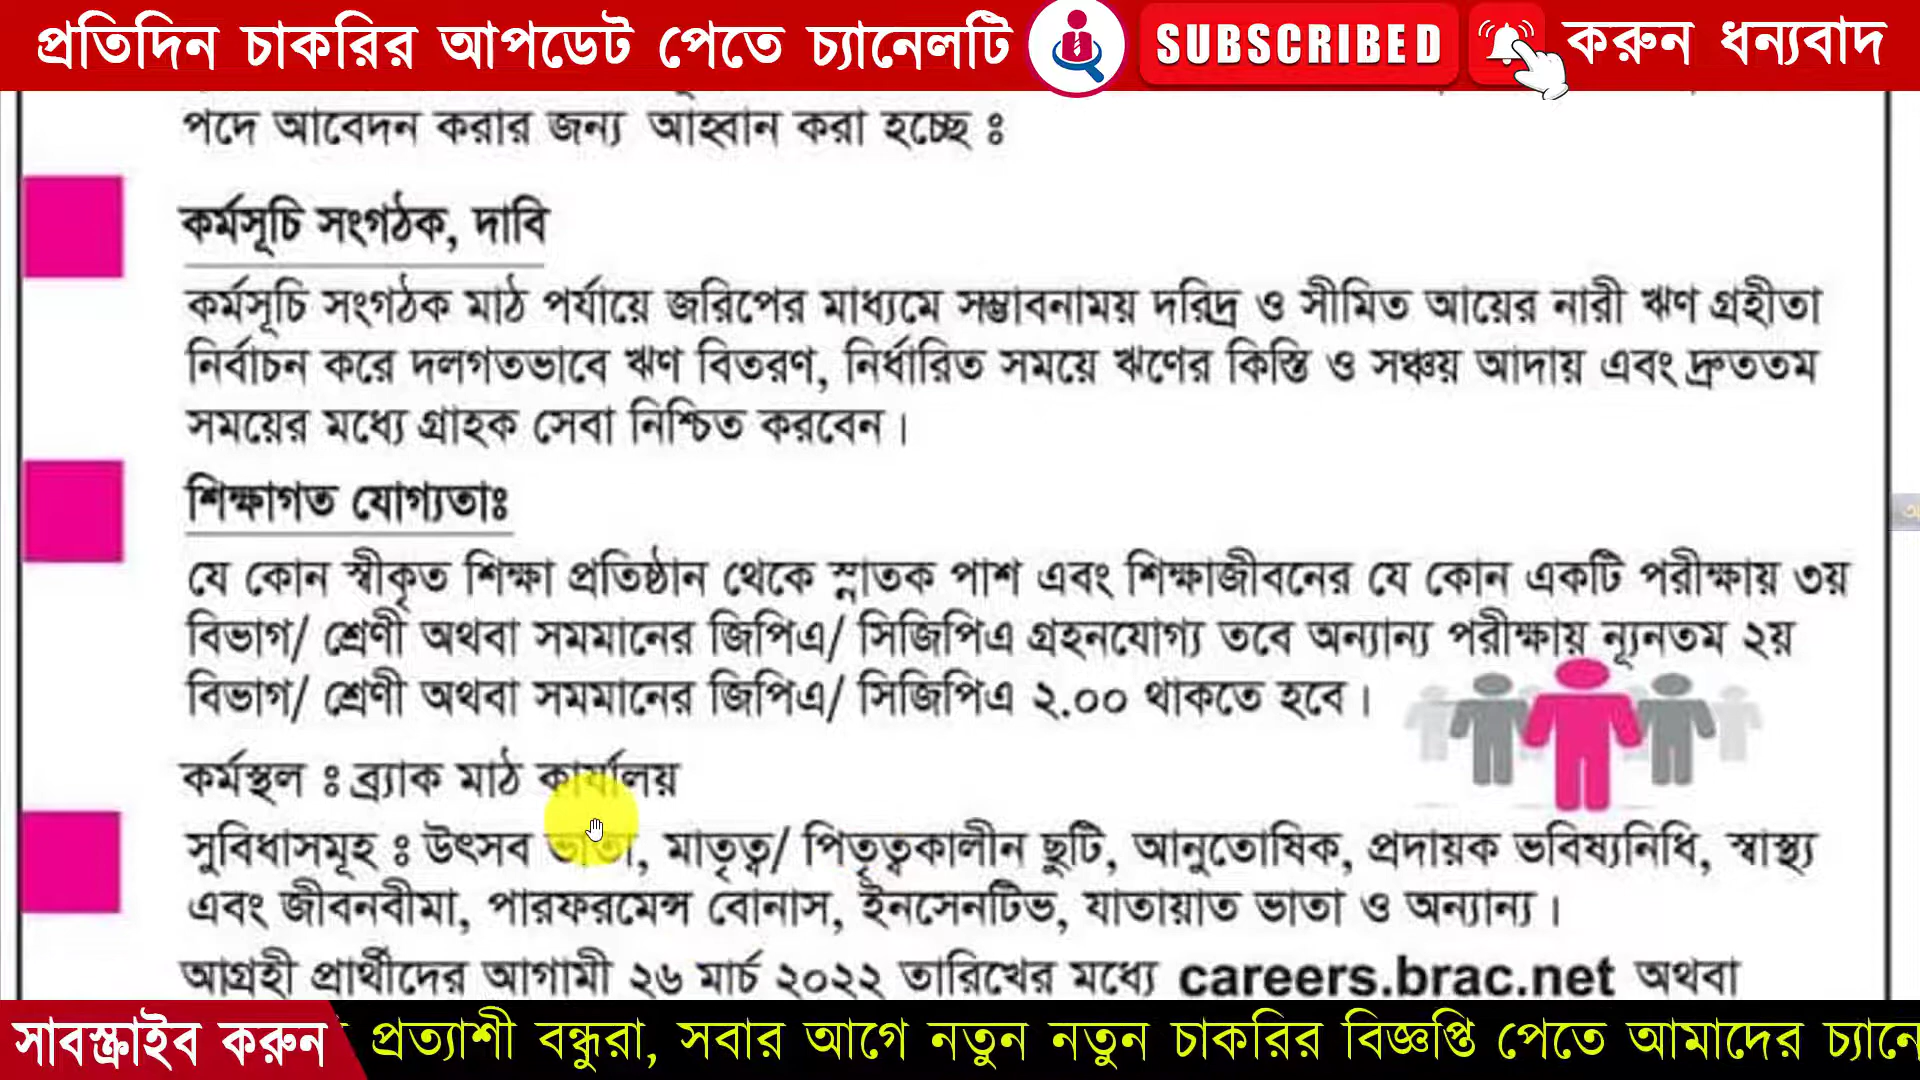 প্রতিদিন চাকরির আপডেট পেতে চ্যানেলটি SUBSCRIBED করুন ধন্যবাদ
পদে আবেদন করার জন্য আহ্বান করা হচ্ছে ঃ
কর্মসূচি সংগঠক, দাবি
কর্মসূচি সংগঠক মাঠ পর্যায়ে জরিপের মাধ্যমে সম্ভাবনাময় দরিদ্র ও সীমিত আয়ের নারী ঋণ গ্রহীতা
নির্বাচন করে দলগতভাবে ঋণ বিতরণ, নির্ধারিত সময়ে ঋণের কিস্তি ও সঞ্চয় আদায় এবং দ্রুততম
সময়ের মধ্যে গ্রাহক সেবা নিশ্চিত করবেন।
শিক্ষাগত যোগ্যতাঃ
যে কোন স্বীকৃত শিক্ষা প্রতিষ্ঠান থেকে স্নাতক পাশ এবং শিক্ষাজীবনের যে কোন একটি পরীক্ষায় ৩য়
বিভাগ/ শ্রেণী অথবা সমমানের জিপিএ/ সিজিপিএ গ্রহনযোগ্য তবে অন্যান্য পরীক্ষায় ন্যূনতম ২য়
বিভাগ/ শ্রেণী অথবা সমমানের জিপিএ/ সিজিপিএ ২.০০ থাকতে হবে।
কর্মস্থল ঃ ব্র্যাক মাঠ কার্যালয়
সুবিধাসমূহ ঃ উৎসব ভাতা, মাতৃত্ব/ পিতৃত্বকালীন ছুটি, আনুতোষিক, প্রদায়ক ভবিষ্যনিধি, স্বাস্থ্য
এবং জীবনবীমা, পারফরমেন্স বোনাস, ইনসেনটিভ, যাতায়াত ভাতা ও অন্যান্য।
আগ্রহী প্রার্থীদের আগামী ২৬ মার্চ ২০২২ তারিখের মধ্যে careers.brac.net অথবা
সাবস্ক্রাইব করুন প্রত্যাশী বন্ধুরা, সবার আগে নতুন নতুন চাকরির বিজ্ঞপ্তি পেতে আমাদের